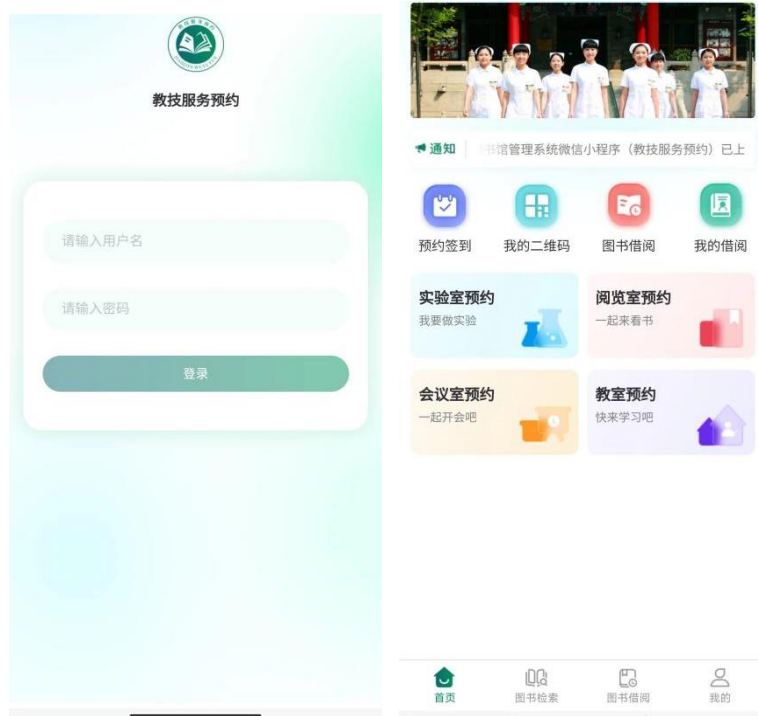 教技服务预约
请输入用户名
请输入密码
登录
通知
书馆管理系统微信小程序（教技服务预约）已上
预约签到
我的二维码
图书借阅
我的借阅
实验室预约
我要做实验
阅览室预约
一起来看书
会议室预约
一起开会吧
教室预约
快来学习吧
首页
图书检索
图书借阅
我的